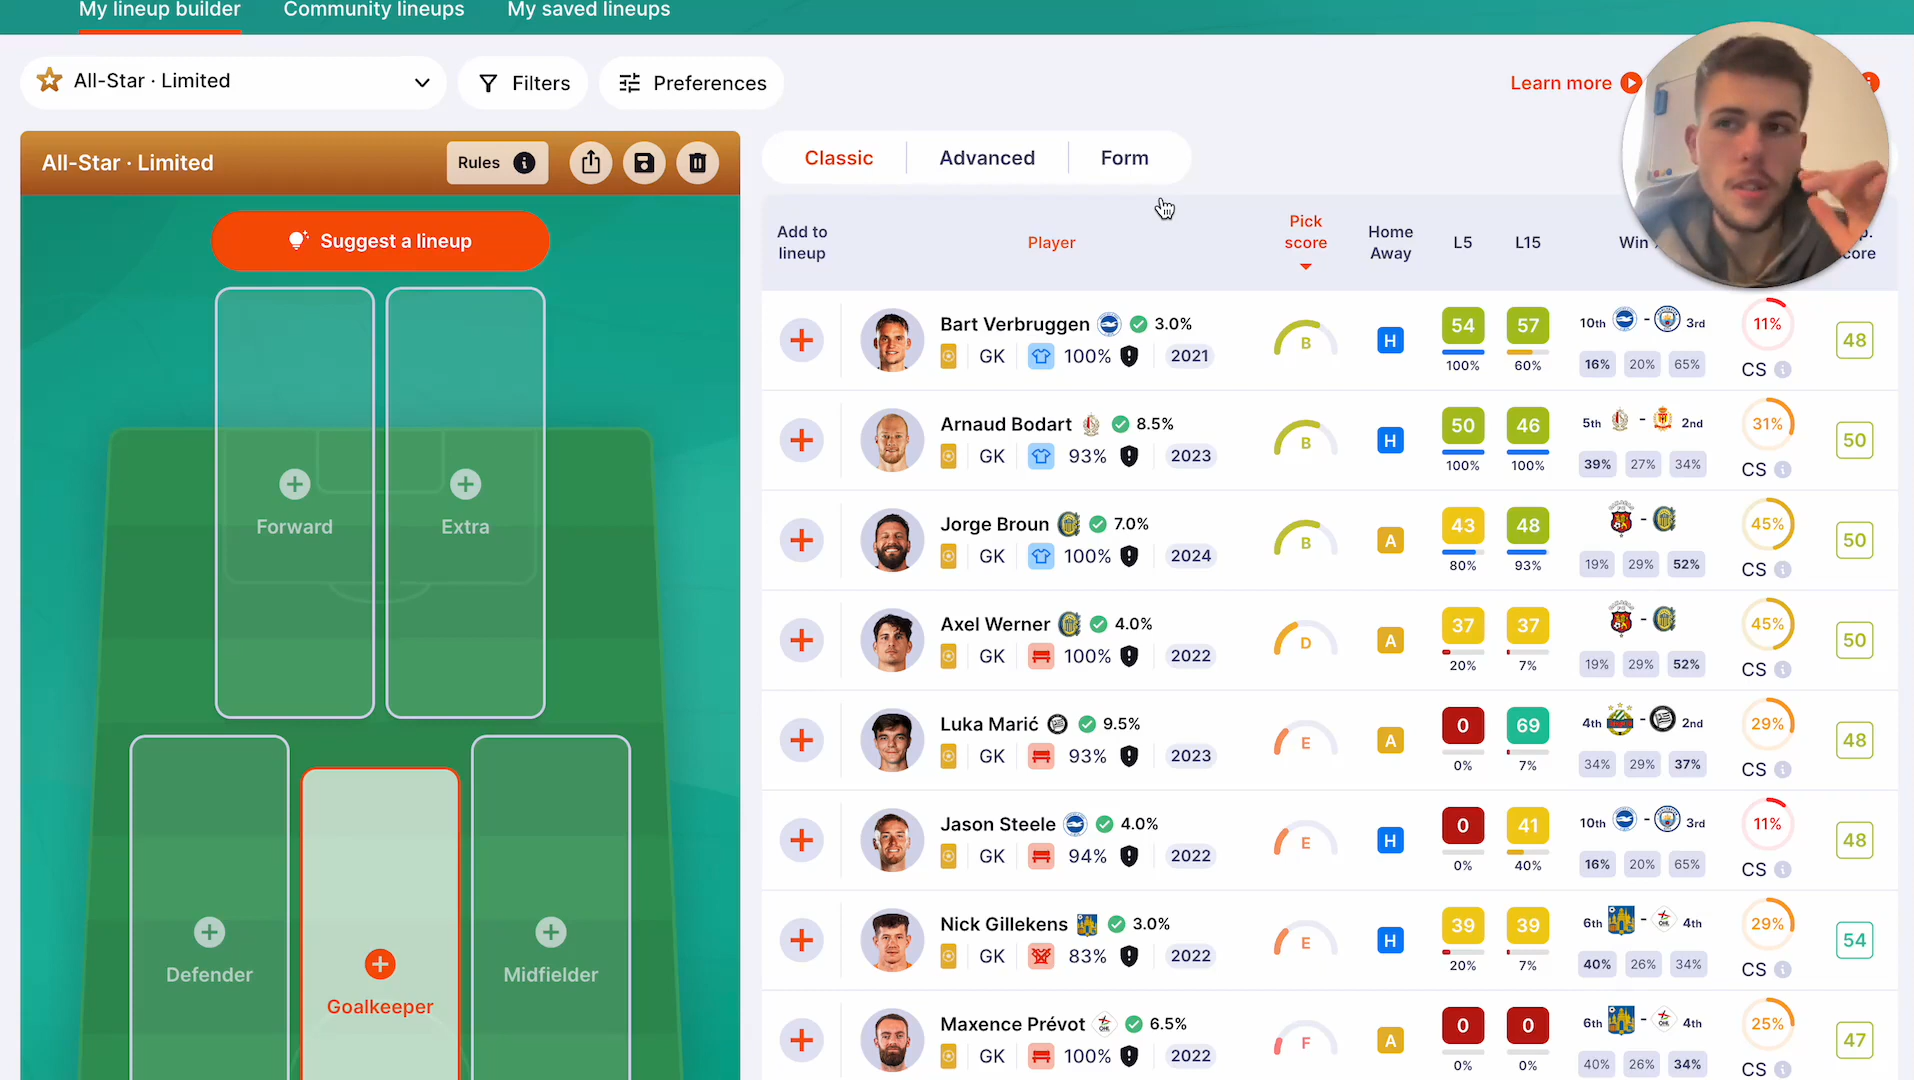 My lineup builder
Community lineups
My saved lineups
All-Star · Limited
Filters
Preferences
Learn more
All-Star · Limited
Rules
Suggest a lineup
Forward
Extra
Defender
Goalkeeper
Midfielder
Classic
Advanced
Form
Add to lineup
Player
Pick score
Home Away
L5
L15
Win
Bart Verbruggen 3.0%
GK 100% 2021
B
H
54 100%
57 60%
10th - 3rd
16% 20% 65%
11%
CS
48
Arnaud Bodart 8.5%
GK 93% 2023
B
H
50 100%
46 100%
5th - 2nd
39% 27% 34%
31%
CS
50
Jorge Broun 7.0%
GK 100% 2024
B
A
43 80%
48 93%
-
19% 29% 52%
45%
CS
50
Axel Werner 4.0%
GK 100% 2022
D
A
37 20%
37 7%
-
19% 29% 52%
45%
CS
50
Luka Marić 9.5%
GK 93% 2023
E
A
0 0%
69 7%
4th - 2nd
34% 29% 37%
29%
CS
48
Jason Steele 4.0%
GK 94% 2022
E
H
0 0%
41 40%
10th - 3rd
16% 20% 65%
11%
CS
48
Nick Gillekens 3.0%
GK 83% 2022
E
H
39 20%
39 7%
6th - 4th
40% 26% 34%
29%
CS
54
Maxence Prévot 6.5%
GK 100% 2022
F
A
0 0%
0 0%
6th - 4th
40% 26% 34%
25%
CS
47